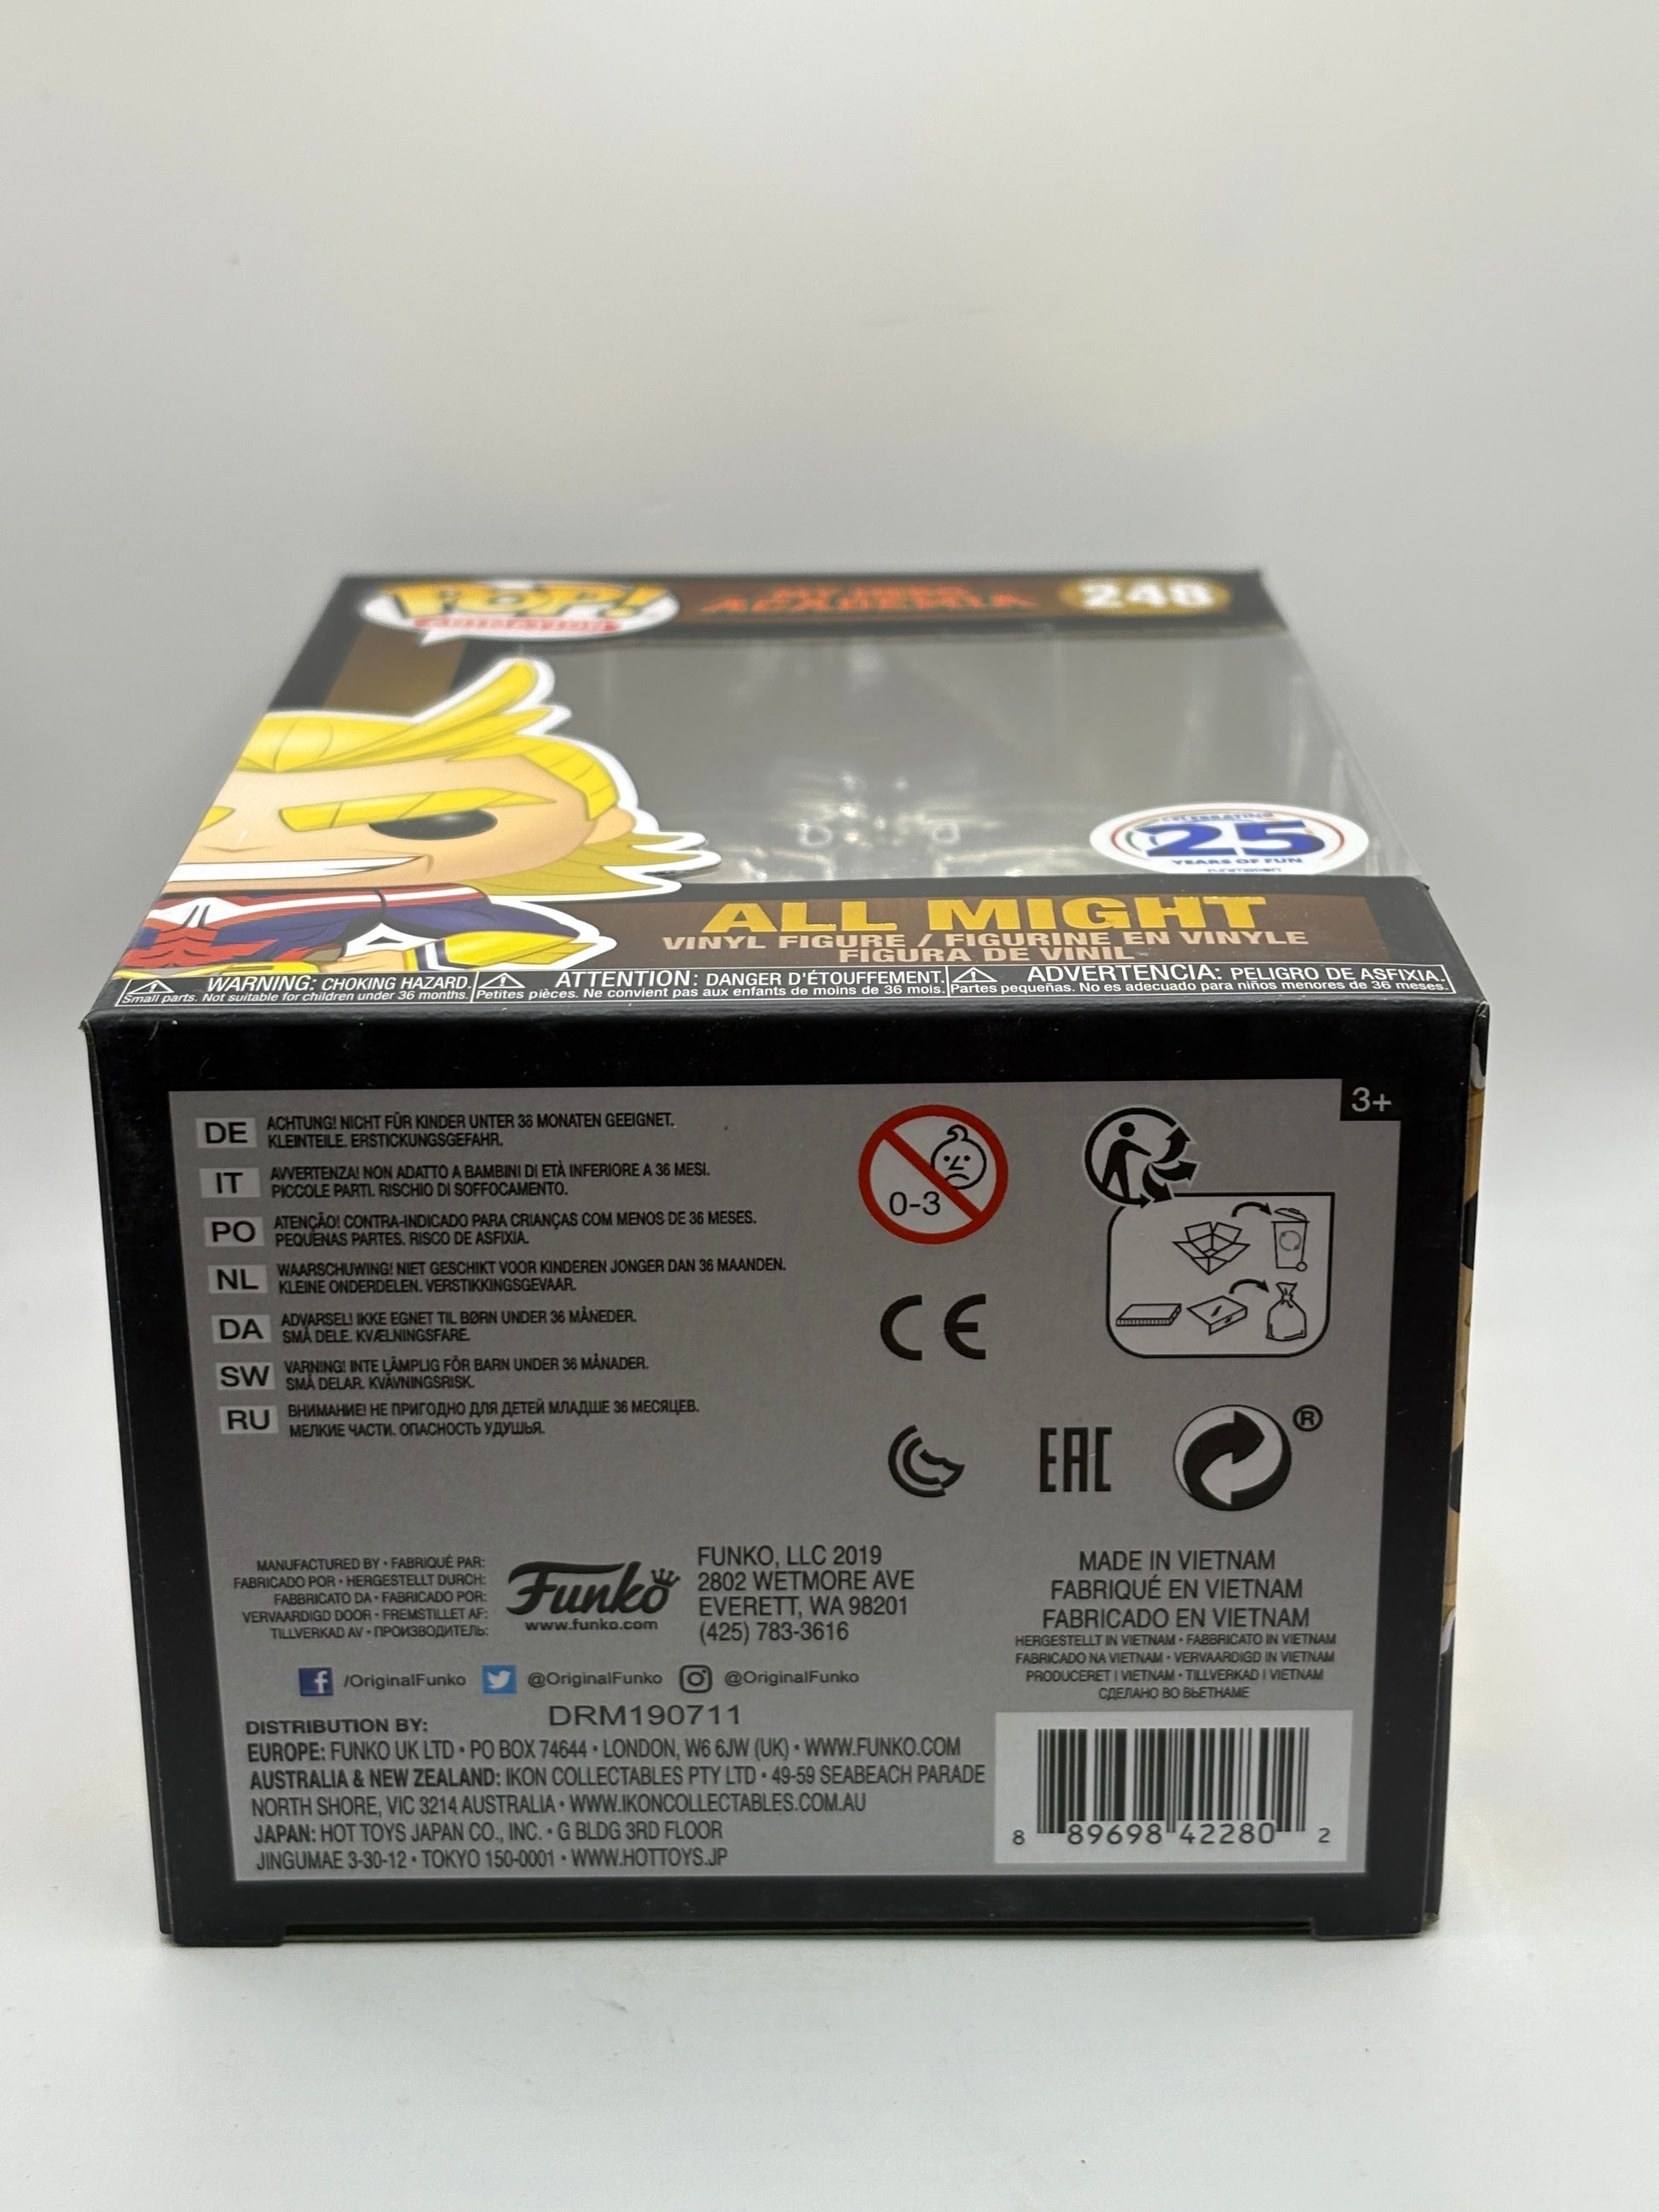 POP!
ANIMATION
MY HERO
ACADEMIA
248
CELEBRATING
25
YEARS OF FUN
FUNIMATION
ALL MIGHT
VINYL FIGURE / FIGURINE EN VINYLE
FIGURA DE VINIL
WARNING: CHOKING HAZARD.
Small parts. Not suitable for children under 36 months.
ATTENTION: DANGER D'ÉTOUFFEMENT.
Petites pièces. Ne convient pas aux enfants de moins de 36 mois.
ADVERTENCIA: PELIGRO DE ASFIXIA.
Partes pequeñas. No es adecuado para niños menores de 36 meses.
3+
DE ACHTUNG! NICHT FÜR KINDER UNTER 36 MONATEN GEEIGNET.
KLEINTEILE. ERSTICKUNGSGEFAHR.
IT AVVERTENZA! NON ADATTO A BAMBINI DI ETÀ INFERIORE A 36 MESI.
PICCOLE PARTI. RISCHIO DI SOFFOCAMENTO.
PO ATENÇÃO! CONTRA-INDICADO PARA CRIANÇAS COM MENOS DE 36 MESES.
PEQUENAS PARTES. RISCO DE ASFIXIA.
NL WAARSCHUWING! NIET GESCHIKT VOOR KINDEREN JONGER DAN 36 MAANDEN.
KLEINE ONDERDELEN. VERSTIKKINGSGEVAAR.
DA ADVARSEL! IKKE EGNET TIL BØRN UNDER 36 MÅNEDER.
SMÅ DELE. KVÆLNINGSFARE.
SW VARNING! INTE LÄMPLIG FÖR BARN UNDER 36 MÅNADER.
SMÅ DELAR. KVÄVNINGSRISK.
RU ВНИМАНИЕ! НЕ ПРИГОДНО ДЛЯ ДЕТЕЙ МЛАДШЕ 36 МЕСЯЦЕВ.
МЕЛКИЕ ЧАСТИ. ОПАСНОСТЬ УДУШЬЯ.
0-3
CE
EAC
®
MANUFACTURED BY • FABRIQUÉ PAR:
FABRICADO POR • HERGESTELLT DURCH:
FABBRICATO DA • FABRICADO POR:
VERVAARDIGD DOOR • FREMSTILLET AF:
TILLVERKAD AV • ПРОИЗВОДИТЕЛЬ:
Funko
www.funko.com
FUNKO, LLC 2019
2802 WETMORE AVE
EVERETT, WA 98201
(425) 783-3616
MADE IN VIETNAM
FABRIQUÉ EN VIETNAM
FABRICADO EN VIETNAM
HERGESTELLT IN VIETNAM • FABBRICATO IN VIETNAM
FABRICADO NA VIETNAM • VERVAARDIGD IN VIETNAM
PRODUCERET I VIETNAM • TILLVERKAD I VIETNAM
СДЕЛАНО ВО ВЬЕТНАМЕ
/OriginalFunko @OriginalFunko @OriginalFunko
DRM190711
DISTRIBUTION BY:
EUROPE: FUNKO UK LTD • PO BOX 74644 • LONDON, W6 6JW (UK) • WWW.FUNKO.COM
AUSTRALIA & NEW ZEALAND: IKON COLLECTABLES PTY LTD • 49-59 SEABEACH PARADE
NORTH SHORE, VIC 3214 AUSTRALIA • WWW.IKONCOLLECTABLES.COM.AU
JAPAN: HOT TOYS JAPAN CO., INC. • G BLDG 3RD FLOOR
JINGUMAE 3-30-12 • TOKYO 150-0001 • WWW.HOTTOYS.JP
8 89698 42280 2